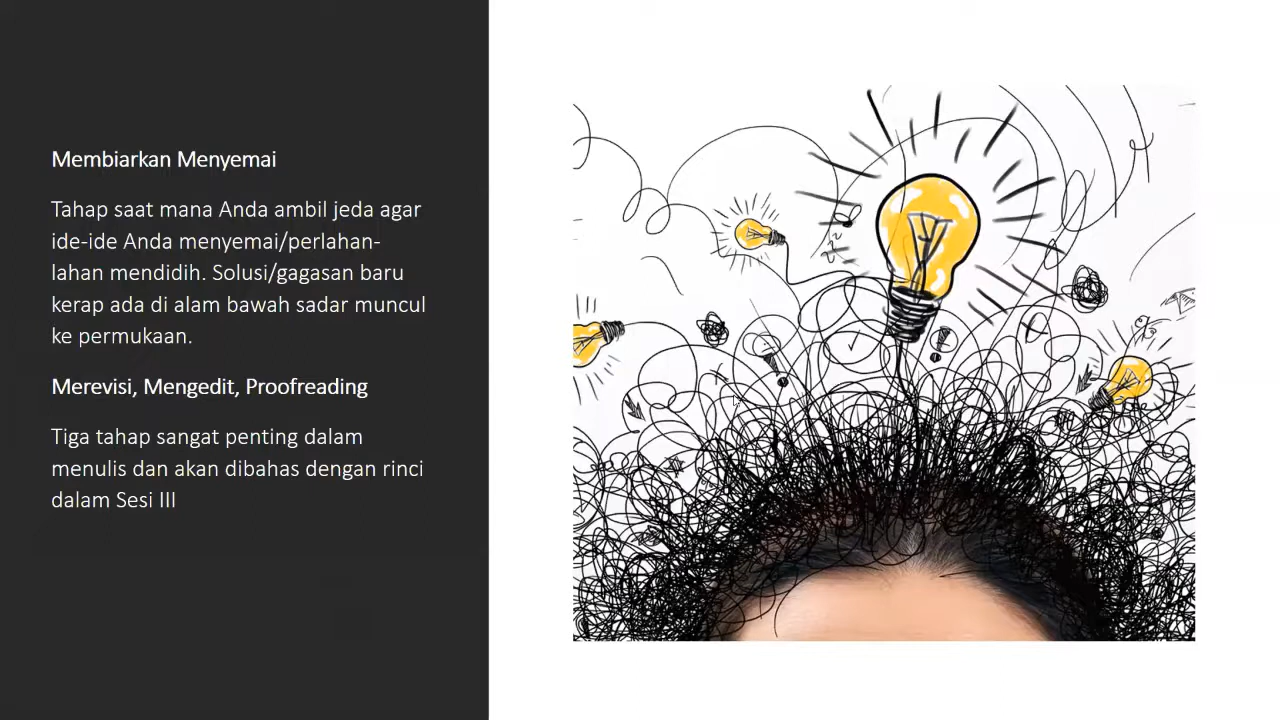 Membiarkan Menyemai
Tahap saat mana Anda ambil jeda agar
ide-ide Anda menyemai/perlahan-
lahan mendidih. Solusi/gagasan baru
kerap ada di alam bawah sadar muncul
ke permukaan.
Merevisi, Mengedit, Proofreading
Tiga tahap sangat penting dalam
menulis dan akan dibahas dengan rinci
dalam Sesi III